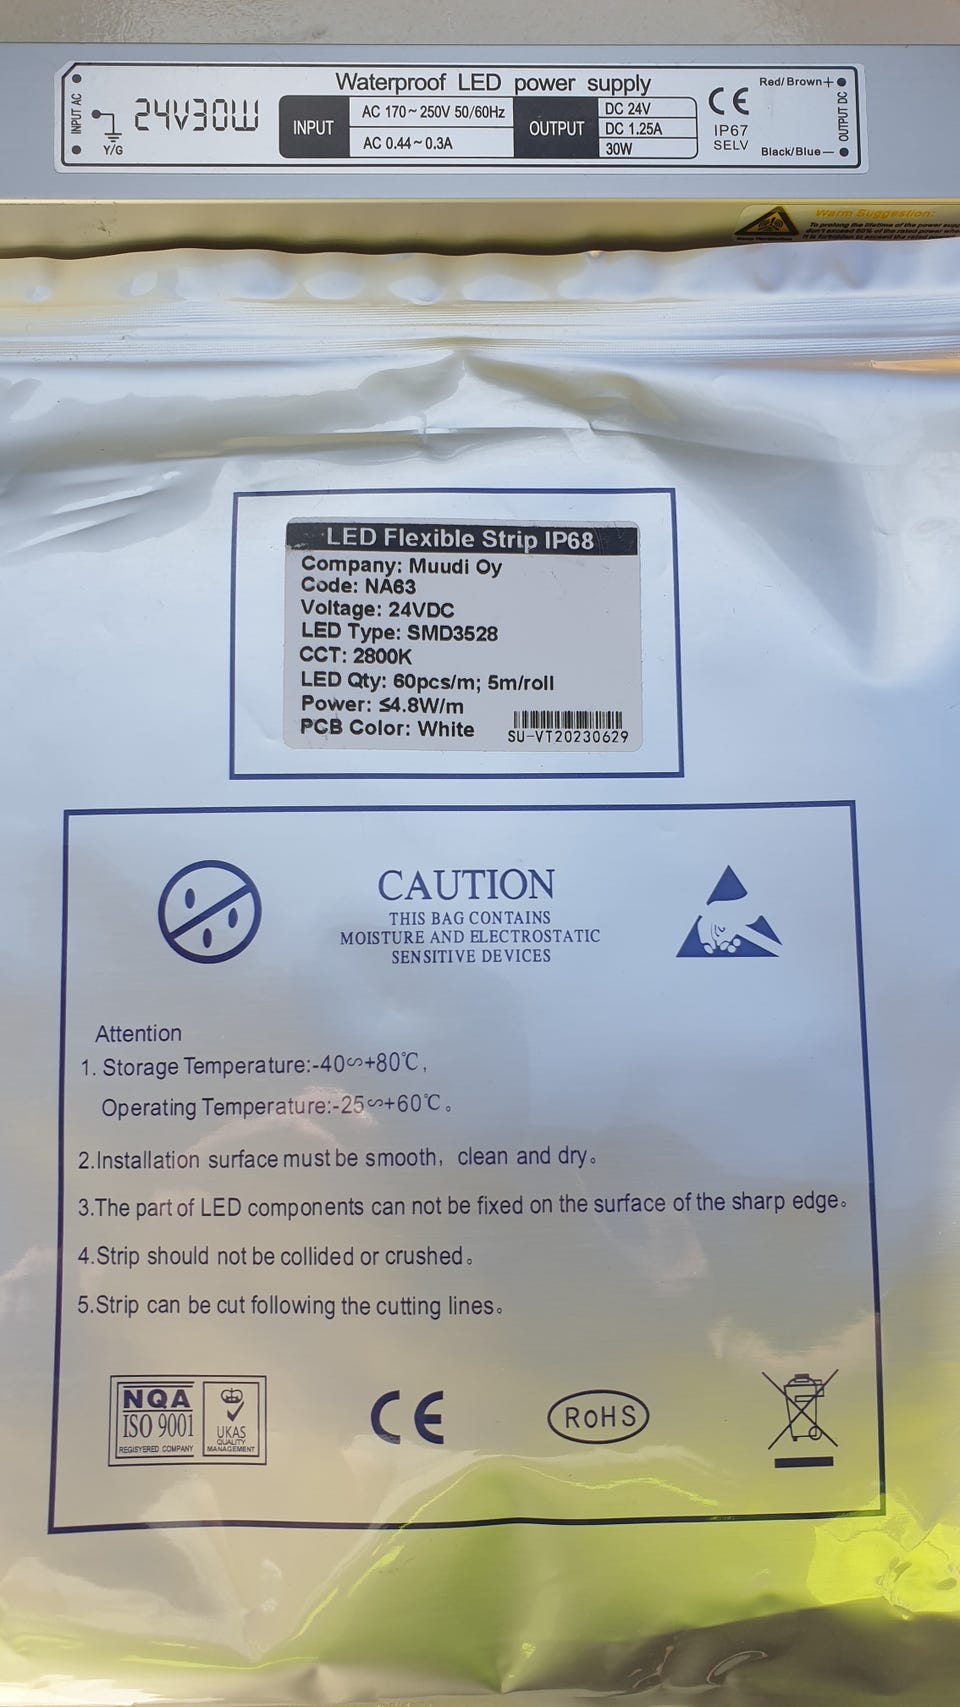 Waterproof LED power supply
INPUT AC
Y/G
24V30W
INPUT
AC 170~250V 50/60Hz
AC 0.44~0.3A
OUTPUT
DC 24V
DC 1.25A
30W
CE
IP67
SELV
Red/Brown+
Black/Blue—
OUTPUT DC
Warm Suggestion:
To prolong the lifetime of the power
LED Flexible Strip IP68
Company: Muudi Oy
Code: NA63
Voltage: 24VDC
LED Type: SMD3528
CCT: 2800K
LED Qty: 60pcs/m; 5m/roll
Power: ≤4.8W/m
PCB Color: White
SU-VT20230629
CAUTION
THIS BAG CONTAINS
MOISTURE AND ELECTROSTATIC
SENSITIVE DEVICES
Attention
1. Storage Temperature:-40∽+80℃,
Operating Temperature:-25∽+60℃。
2.Installation surface must be smooth, clean and dry。
3.The part of LED components can not be fixed on the surface of the sharp edge。
4.Strip should not be collided or crushed。
5.Strip can be cut following the cutting lines。
NQA
ISO 9001
REGISYERED COMPANY
UKAS
QUALITY
MANAGEMENT
CE
RoHS